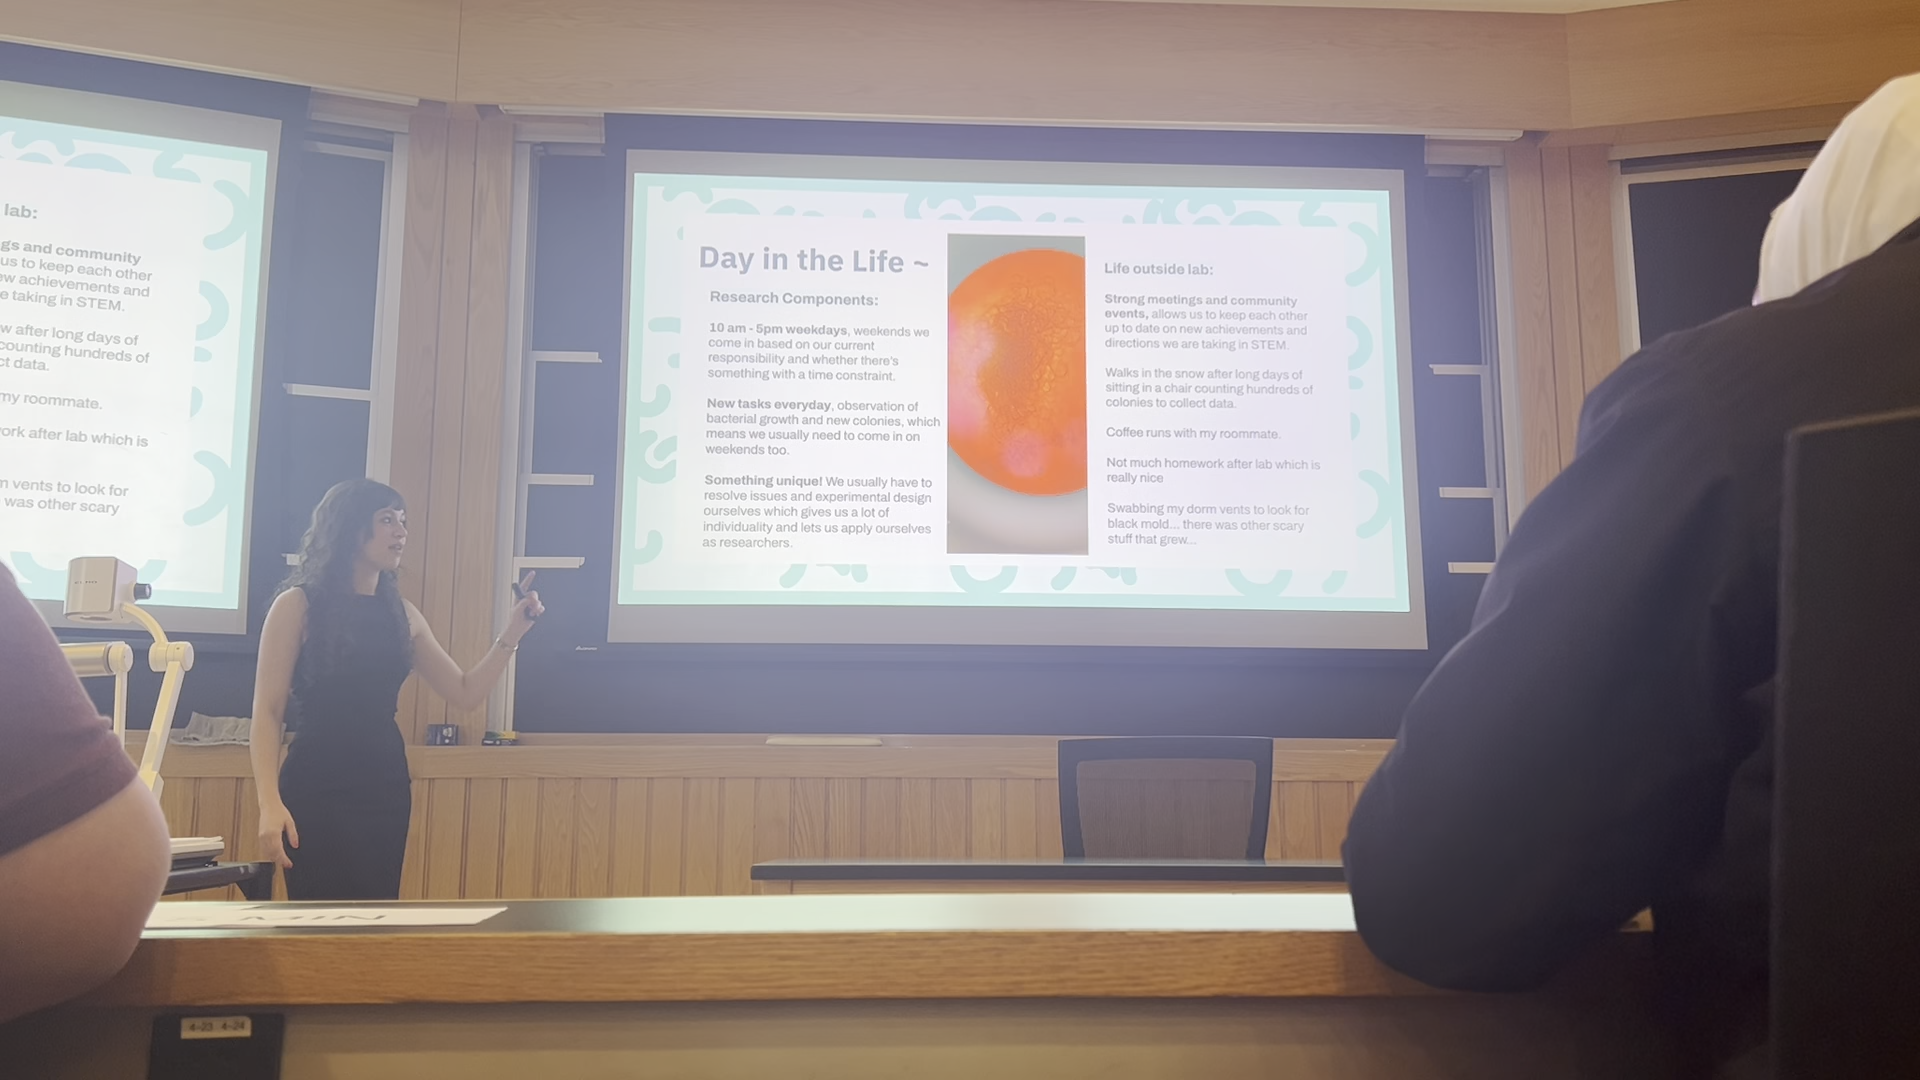 lab:
gs and community
us to keep each other
ew achievements and
e taking in STEM.
w after long days of
counting hundreds of
ct data.
my roommate.
ork after lab which is
m vents to look for
was other scary
Day in the Life ~
Research Components:
10 am - 5pm weekdays, weekends we
come in based on our current
responsibility and whether there's
something with a time constraint.
New tasks everyday, observation of
bacterial growth and new colonies, which
means we usually need to come in on
weekends too.
Something unique! We usually have to
resolve issues and experimental design
ourselves which gives us a lot of
individuality and lets us apply ourselves
as researchers.
Life outside lab:
Strong meetings and community
events, allows us to keep each other
up to date on new achievements and
directions we are taking in STEM.
Walks in the snow after long days of
sitting in a chair counting hundreds of
colonies to collect data.
Coffee runs with my roommate.
Not much homework after lab which is
really nice
Swabbing my dorm vents to look for
black mold... there was other scary
stuff that grew...
MIN
4-23 4-24